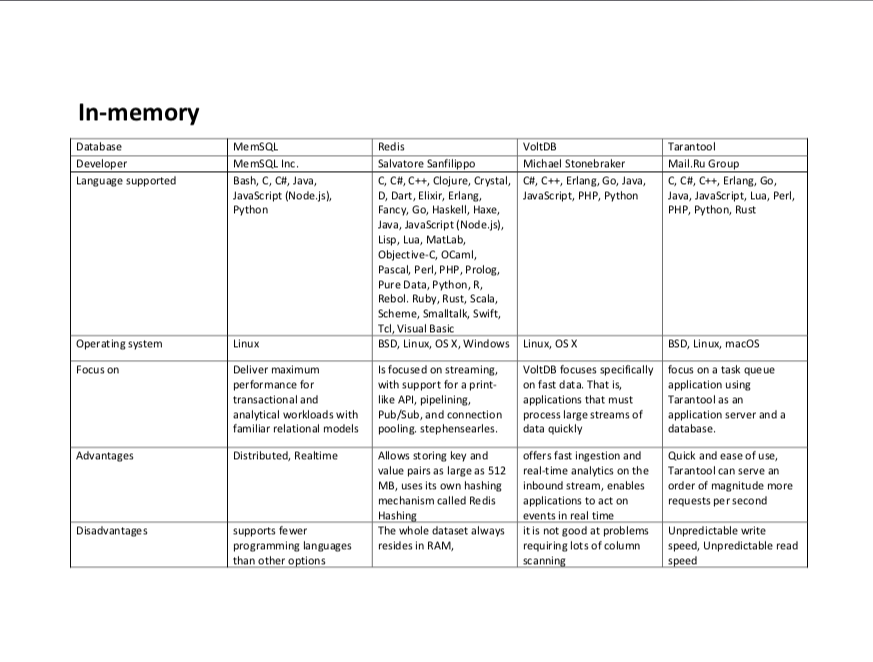 In-memory
Database MemSQL Redis VoltDB Tarantool
Developer MemSQL Inc. Salvatore Sanfilippo Michael Stonebraker Mail.Ru Group
Language supported
Bash, C, C#, Java,
JavaScript (Node.js),
Python
C, C#, C++, Clojure, Crystal,
D, Dart, Elixir, Erlang,
Fancy, Go, Haskell, Haxe,
Java, JavaScript (Node.js),
Lisp, Lua, MatLab,
Objective-C, OCaml,
Pascal, Perl, PHP, Prolog,
Pure Data, Python, R,
Rebol. Ruby, Rust, Scala,
Scheme, Smalltalk, Swift,
Tcl, Visual Basic
C#, C++, Erlang, Go, Java,
JavaScript, PHP, Python
C, C#, C++, Erlang, Go,
Java, JavaScript, Lua, Perl,
PHP, Python, Rust
Operating system Linux BSD, Linux, OS X, Windows Linux, OS X BSD, Linux, macOS
Focus on
Deliver maximum
performance for
transactional and
analytical workloads with
familiar relational models
Is focused on streaming,
with support for a print-
like API, pipelining,
Pub/Sub, and connection
pooling. stephensearles.
VoltDB focuses specifically
on fast data. That is,
applications that must
process large streams of
data quickly
focus on a task queue
application using
Tarantool as an
application server and a
database.
Advantages
Distributed, Realtime
Allows storing key and
value pairs as large as 512
MB, uses its own hashing
mechanism called Redis
Hashing
offers fast ingestion and
real-time analytics on the
inbound stream, enables
applications to act on
events in real time
Quick and ease of use,
Tarantool can serve an
order of magnitude more
requests per second
Disadvantages
supports fewer
programming languages
than other options
The whole dataset always
resides in RAM,
it is not good at problems
requiring lots of column
scanning
Unpredictable write
speed, Unpredictable read
speed